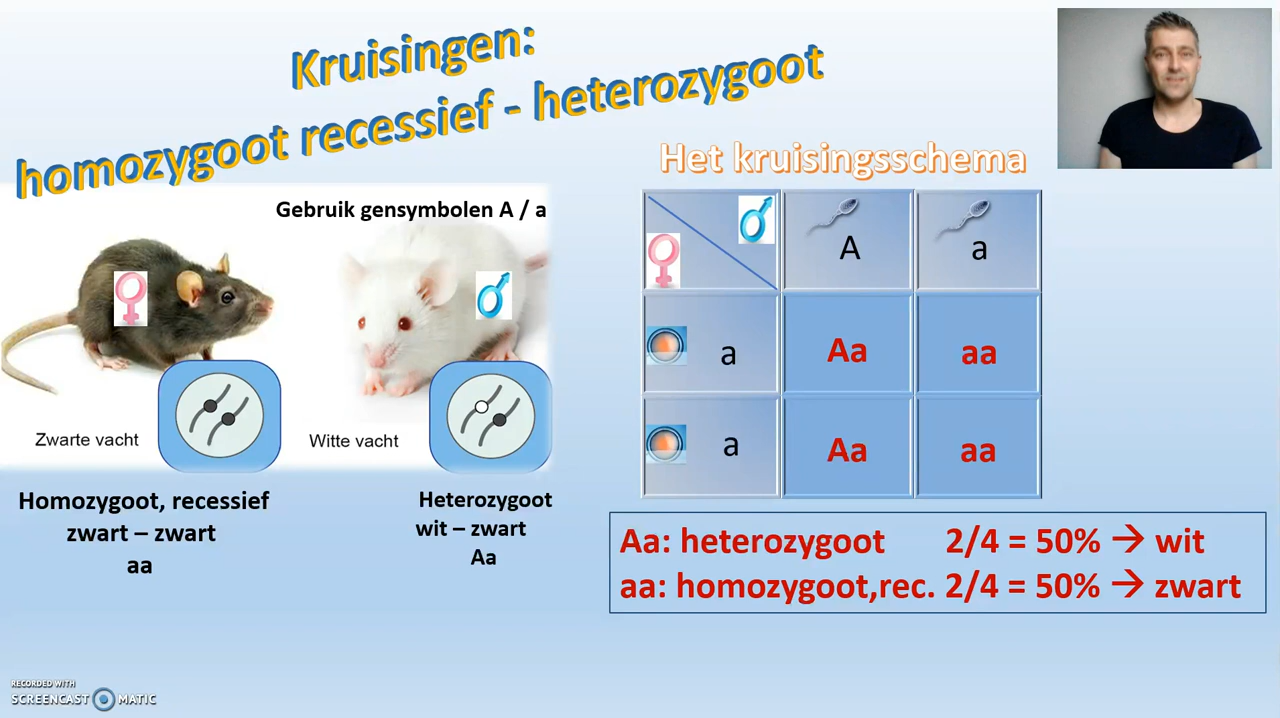 Kruisingen:
homozygoot recessief - heterozygoot
Gebruik gensymbolen A / a
Zwarte vacht
Witte vacht
Homozygoot, recessief
zwart – zwart
aa
Heterozygoot
wit – zwart
Aa
Het kruisingsschema
A a
a Aa aa
a Aa aa
Aa: heterozygoot 2/4 = 50% → wit
aa: homozygoot,rec. 2/4 = 50% → zwart
RECORDED WITH
SCREENCAST MATIC